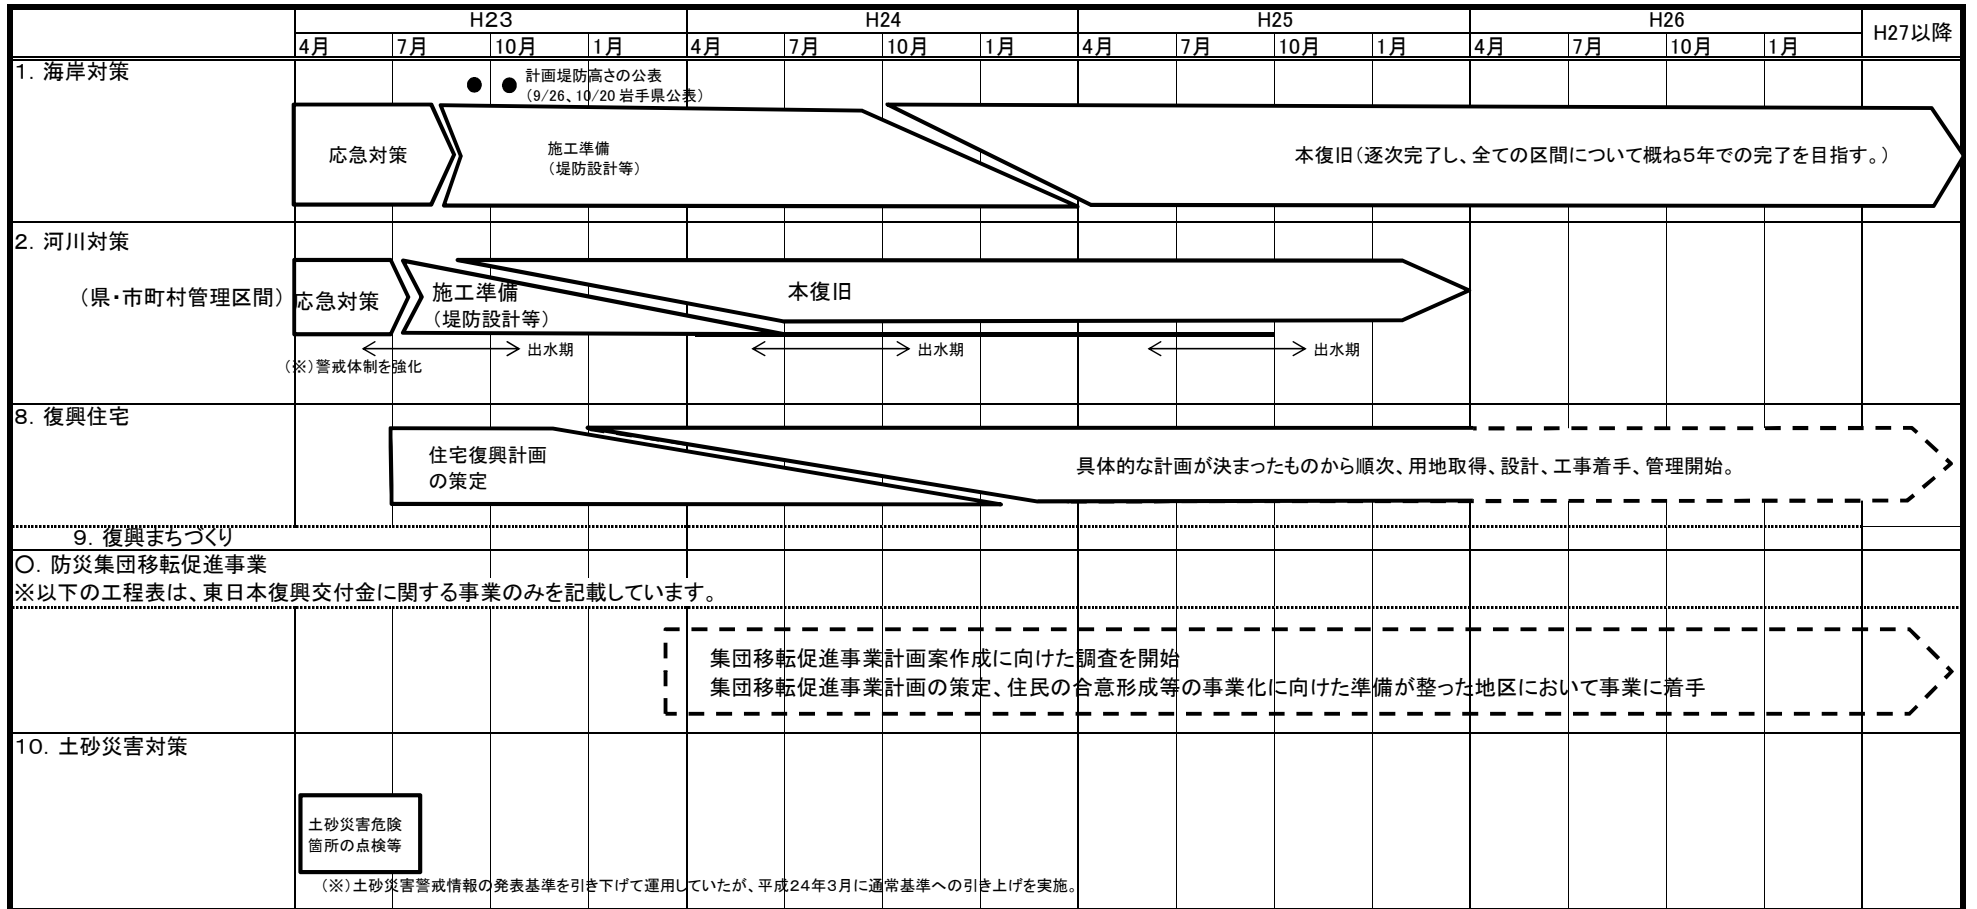 H23 H24 H25 H26 H27以降
4月 7月 10月 1月 4月 7月 10月 1月 4月 7月 10月 1月 4月 7月 10月 1月
1．海岸対策
計画堤防高さの公表
（9/26、10/20 岩手県公表）
応急対策
施工準備
（堤防設計等）
本復旧（逐次完了し、全ての区間について概ね５年での完了を目指す。）
2．河川対策
（県・市町村管理区間）
応急対策
施工準備
（堤防設計等）
本復旧
出水期 出水期 出水期
（※）警戒体制を強化
8．復興住宅
住宅復興計画
の策定
具体的な計画が決まったものから順次、用地取得、設計、工事着手、管理開始。
9．復興まちづくり
○．防災集団移転促進事業
※以下の工程表は、東日本復興交付金に関する事業のみを記載しています。
集団移転促進事業計画案作成に向けた調査を開始
集団移転促進事業計画の策定、住民の合意形成等の事業化に向けた準備が整った地区において事業に着手
10．土砂災害対策
土砂災害危険
箇所の点検等
（※）土砂災害警戒情報の発表基準を引き下げて運用していたが、平成２４年３月に通常基準への引き上げを実施。